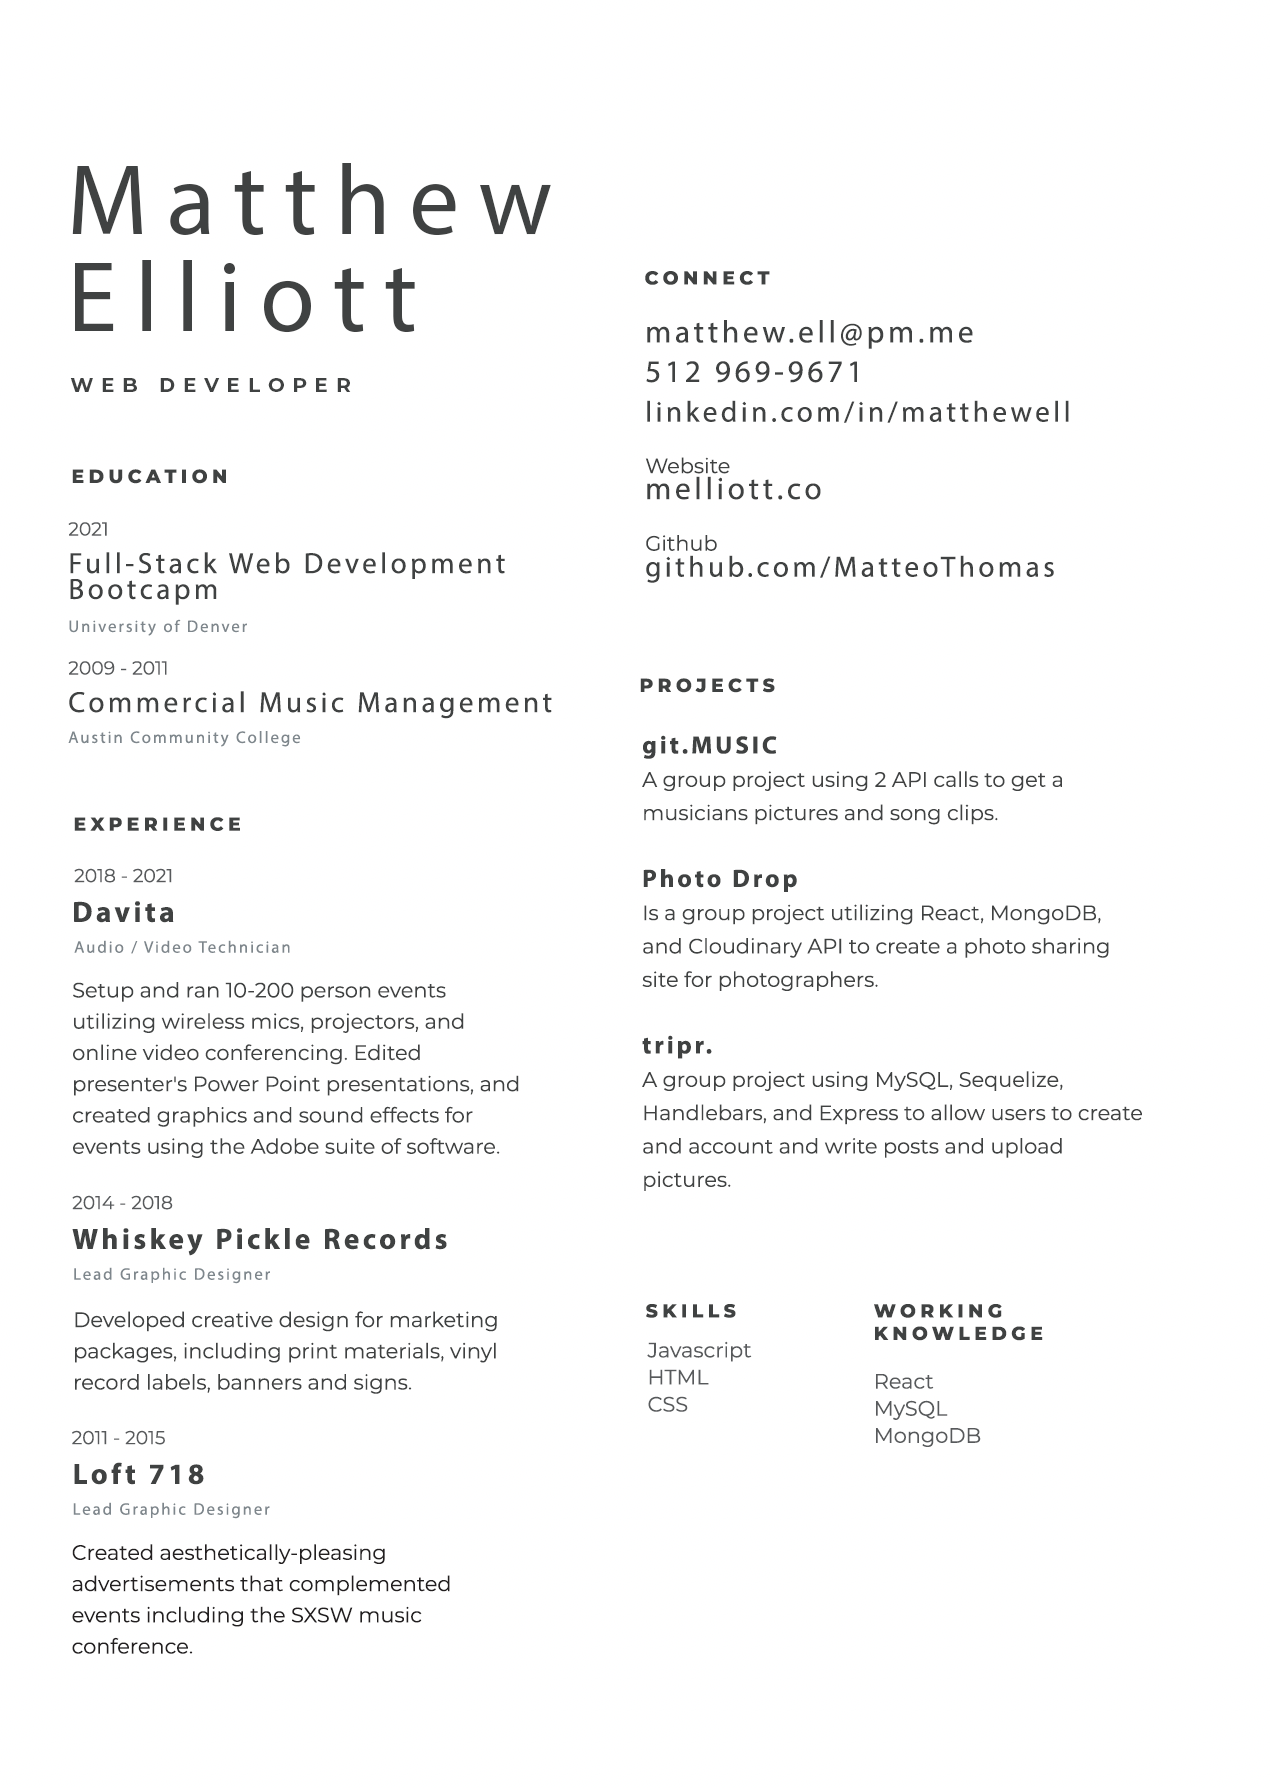 Matthew
Elliott
WEB DEVELOPER
EDUCATION
2021
Full-Stack Web Development
Bootcapm
University of Denver
2009 - 2011
Commercial Music Management
Austin Community College
EXPERIENCE
2018 - 2021
Davita
Audio / Video Technician
Setup and ran 10-200 person events
utilizing wireless mics, projectors, and
online video conferencing. Edited
presenter's Power Point presentations, and
created graphics and sound effects for
events using the Adobe suite of software.
2014 - 2018
Whiskey Pickle Records
Lead Graphic Designer
Developed creative design for marketing
packages, including print materials, vinyl
record labels, banners and signs.
2011 - 2015
Loft 718
Lead Graphic Designer
Created aesthetically-pleasing
advertisements that complemented
events including the SXSW music
conference.
CONNECT
matthew.ell@pm.me
512 969-9671
linkedin.com/in/matthewell
Website
melliott.co
Github
github.com/MatteoThomas
PROJECTS
git.MUSIC
A group project using 2 API calls to get a
musicians pictures and song clips.
Photo Drop
Is a group project utilizing React, MongoDB,
and Cloudinary API to create a photo sharing
site for photographers.
tripr.
A group project using MySQL, Sequelize,
Handlebars, and Express to allow users to create
and account and write posts and upload
pictures.
SKILLS
Javascript
HTML
CSS
WORKING
KNOWLEDGE
React
MySQL
MongoDB